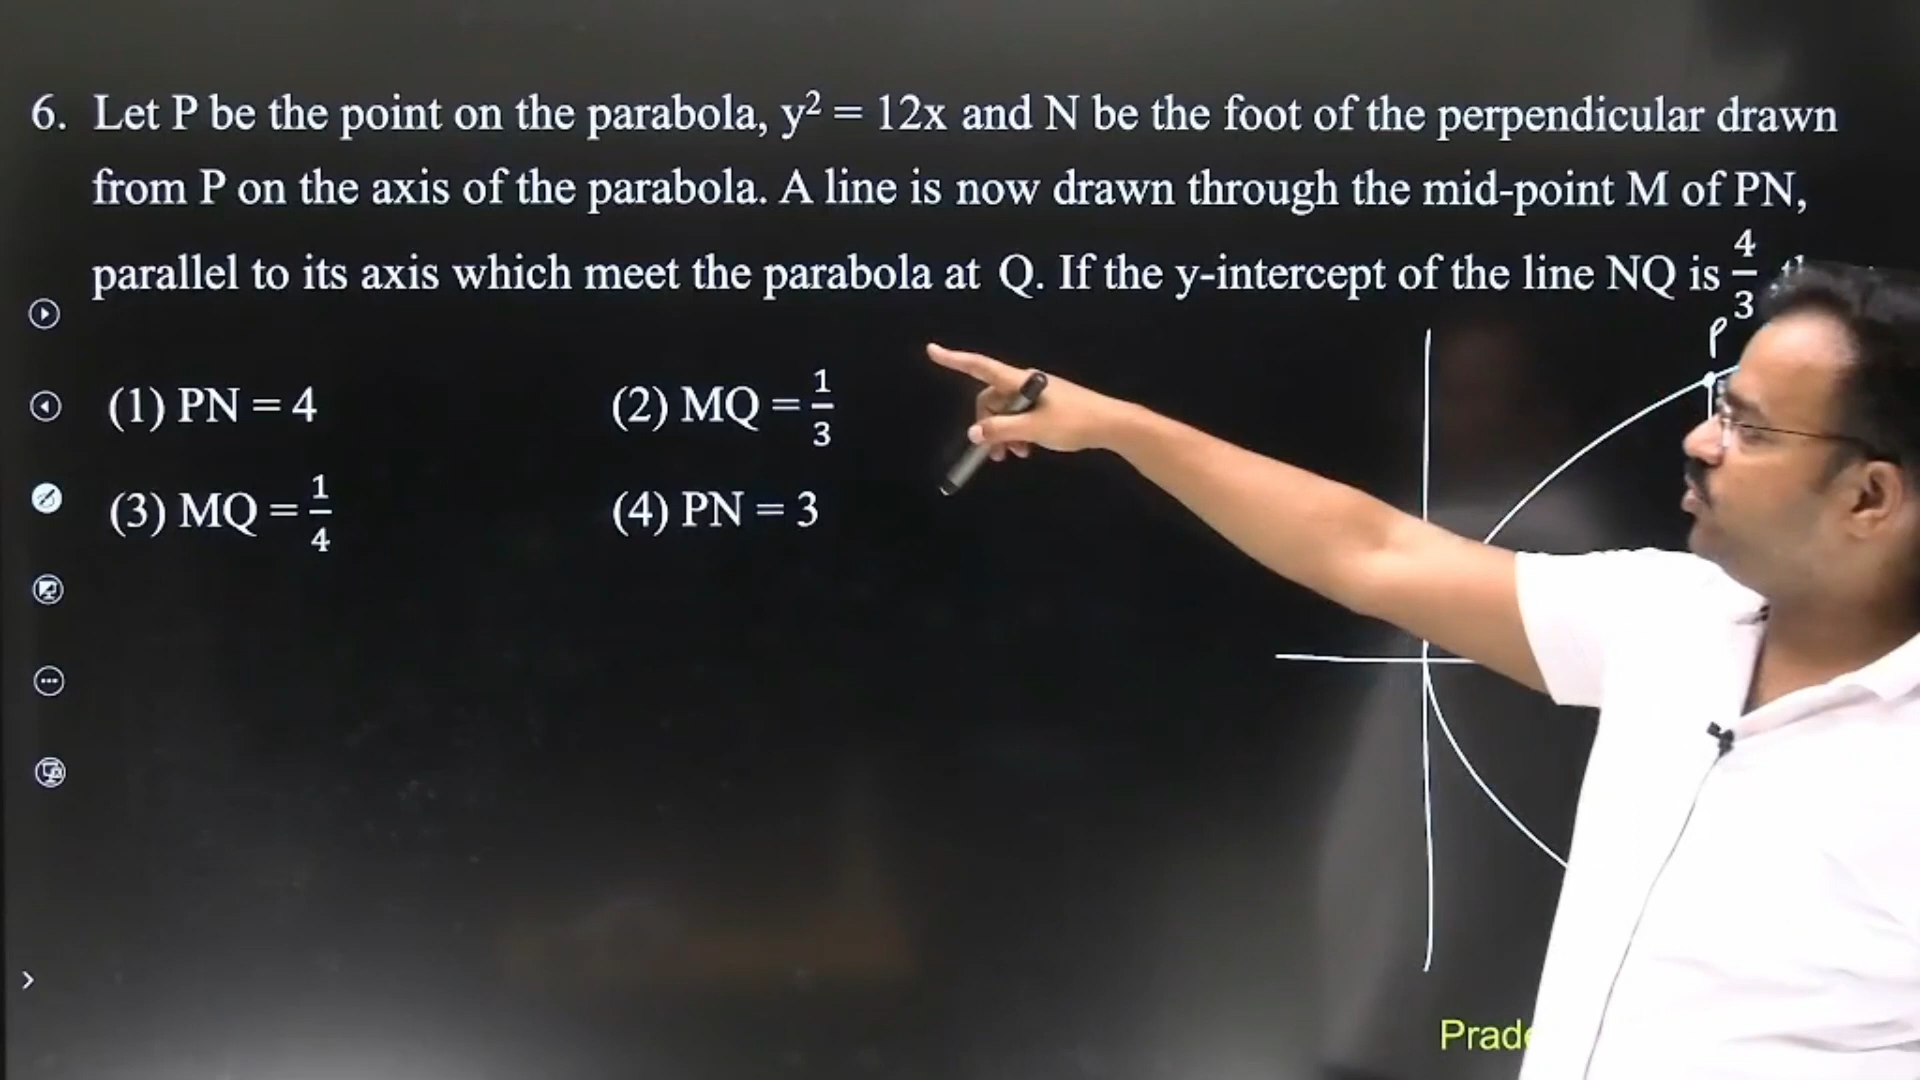 6. Let P be the point on the parabola, y² = 12x and N be the foot of the perpendicular drawn
from P on the axis of the parabola. A line is now drawn through the mid-point M of PN,
parallel to its axis which meet the parabola at Q. If the y-intercept of the line NQ is 4/3
P
(1) PN = 4 (2) MQ = 1/3
(3) MQ = 1/4 (4) PN = 3